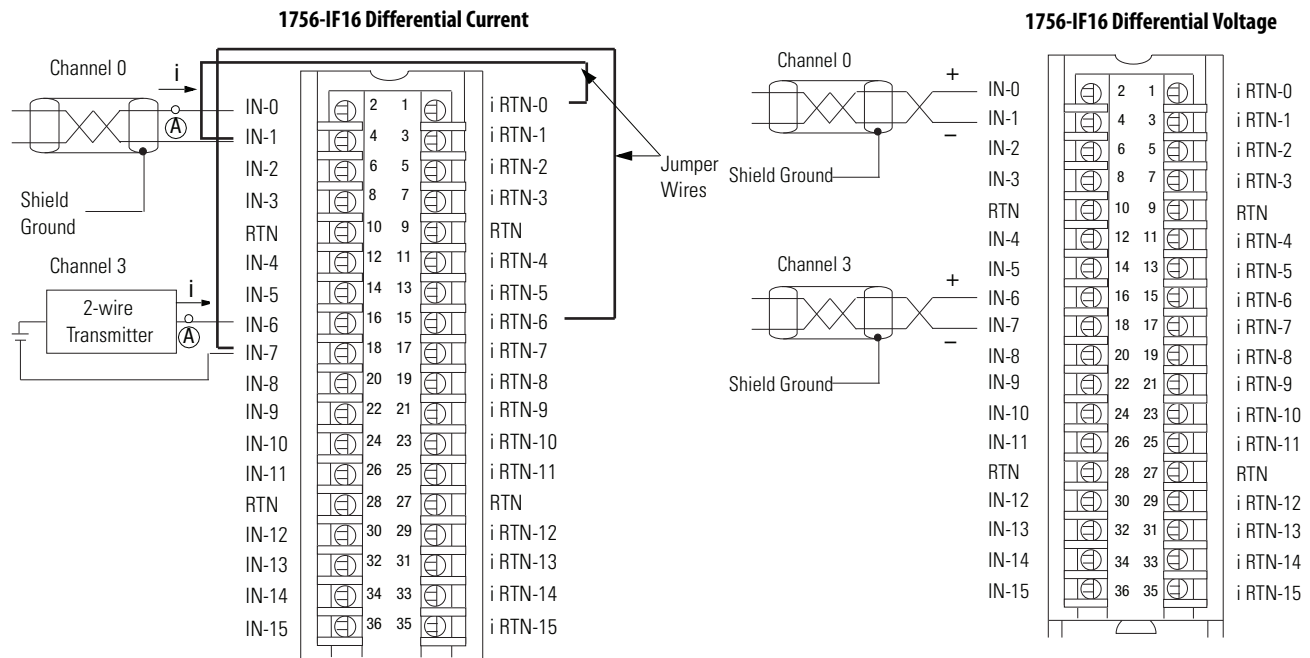 1756-IF16 Differential Current
Channel 0
i
A
Shield
Ground
Channel 3
2-wire
Transmitter
i
A
Jumper
Wires
IN-0 2 1 i RTN-0
IN-1 4 3 i RTN-1
IN-2 6 5 i RTN-2
IN-3 8 7 i RTN-3
RTN 10 9 RTN
IN-4 12 11 i RTN-4
IN-5 14 13 i RTN-5
IN-6 16 15 i RTN-6
IN-7 18 17 i RTN-7
IN-8 20 19 i RTN-8
IN-9 22 21 i RTN-9
IN-10 24 23 i RTN-10
IN-11 26 25 i RTN-11
RTN 28 27 RTN
IN-12 30 29 i RTN-12
IN-13 32 31 i RTN-13
IN-14 34 33 i RTN-14
IN-15 36 35 i RTN-15
1756-IF16 Differential Voltage
Channel 0
+
–
Shield Ground
Channel 3
+
–
Shield Ground
IN-0 2 1 i RTN-0
IN-1 4 3 i RTN-1
IN-2 6 5 i RTN-2
IN-3 8 7 i RTN-3
RTN 10 9 RTN
IN-4 12 11 i RTN-4
IN-5 14 13 i RTN-5
IN-6 16 15 i RTN-6
IN-7 18 17 i RTN-7
IN-8 20 19 i RTN-8
IN-9 22 21 i RTN-9
IN-10 24 23 i RTN-10
IN-11 26 25 i RTN-11
RTN 28 27 RTN
IN-12 30 29 i RTN-12
IN-13 32 31 i RTN-13
IN-14 34 33 i RTN-14
IN-15 36 35 i RTN-15